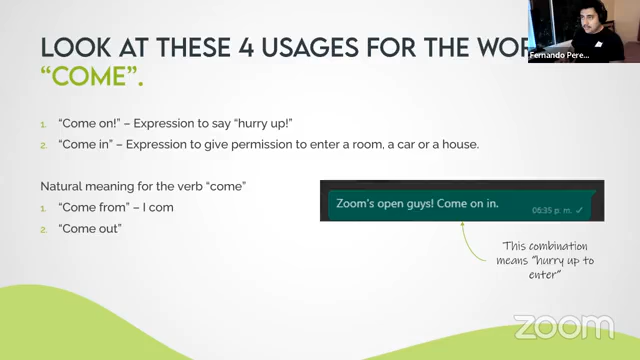 LOOK AT THESE 4 USAGES FOR THE WOR
"COME".
Fernando Pere...
1. "Come on!" – Expression to say "hurry up!"
2. "Come in" – Expression to give permission to enter a room, a car or a house.
Natural meaning for the verb "come"
1. "Come from" – I com
2. "Come out"
Zoom's open guys! Come on in.
06:35 p. m. ✓
This combination
means "hurry up to
enter"
zoom